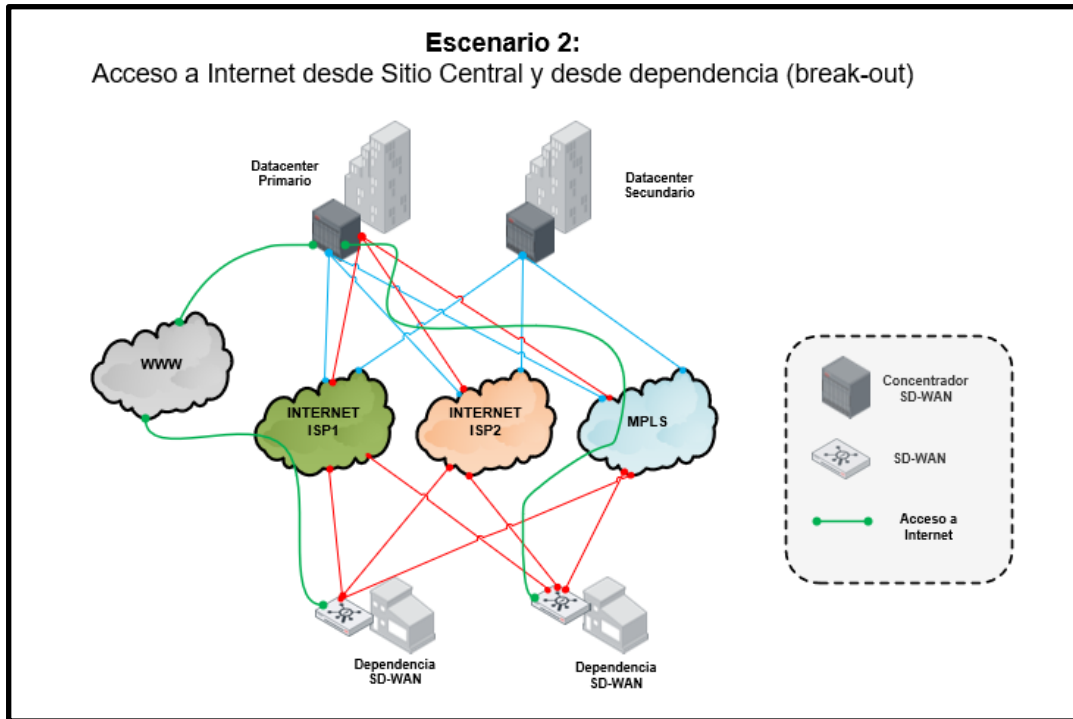 Escenario 2:
Acceso a Internet desde Sitio Central y desde dependencia (break-out)
Datacenter
Primario
Datacenter
Secundario
WWW
INTERNET
ISP1
INTERNET
ISP2
MPLS
Concentrador
SD-WAN
SD-WAN
Acceso a
Internet
Dependencia
SD-WAN
Dependencia
SD-WAN